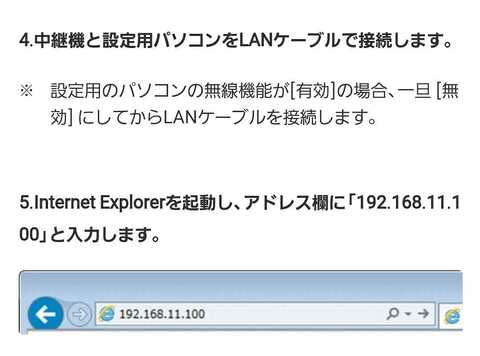 4.中継機と設定用パソコンをLANケーブルで接続します。
※ 設定用のパソコンの無線機能が[有効]の場合、一旦 [無
効] にしてからLANケーブルを接続します。
5.Internet Explorerを起動し、アドレス欄に「192.168.11.1
00」と入力します。
192.168.11.100